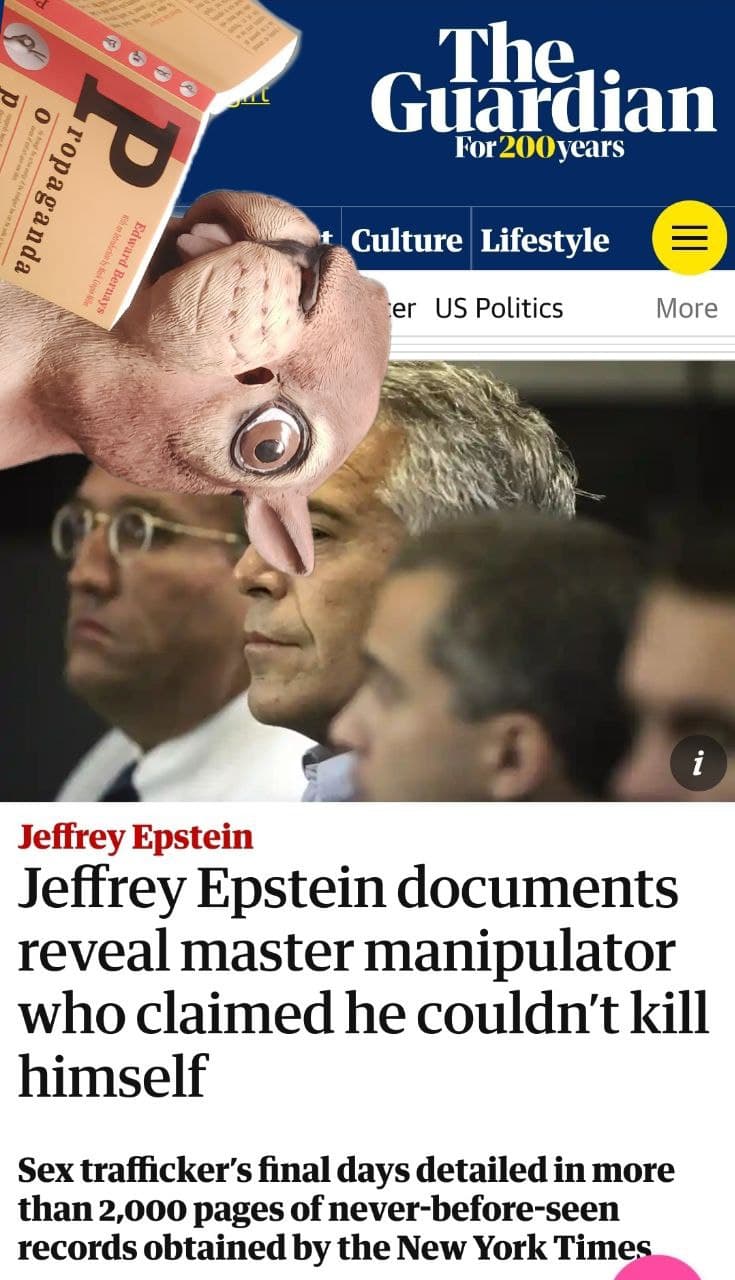 The
Guardian
For 200 years
P
ropaganda
Edward Bernays
Culture
Lifestyle
US Politics
More
i
Jeffrey Epstein
Jeffrey Epstein documents
reveal master manipulator
who claimed he couldn't kill
himself
Sex trafficker's final days detailed in more
than 2,000 pages of never-before-seen
records obtained by the New York Times